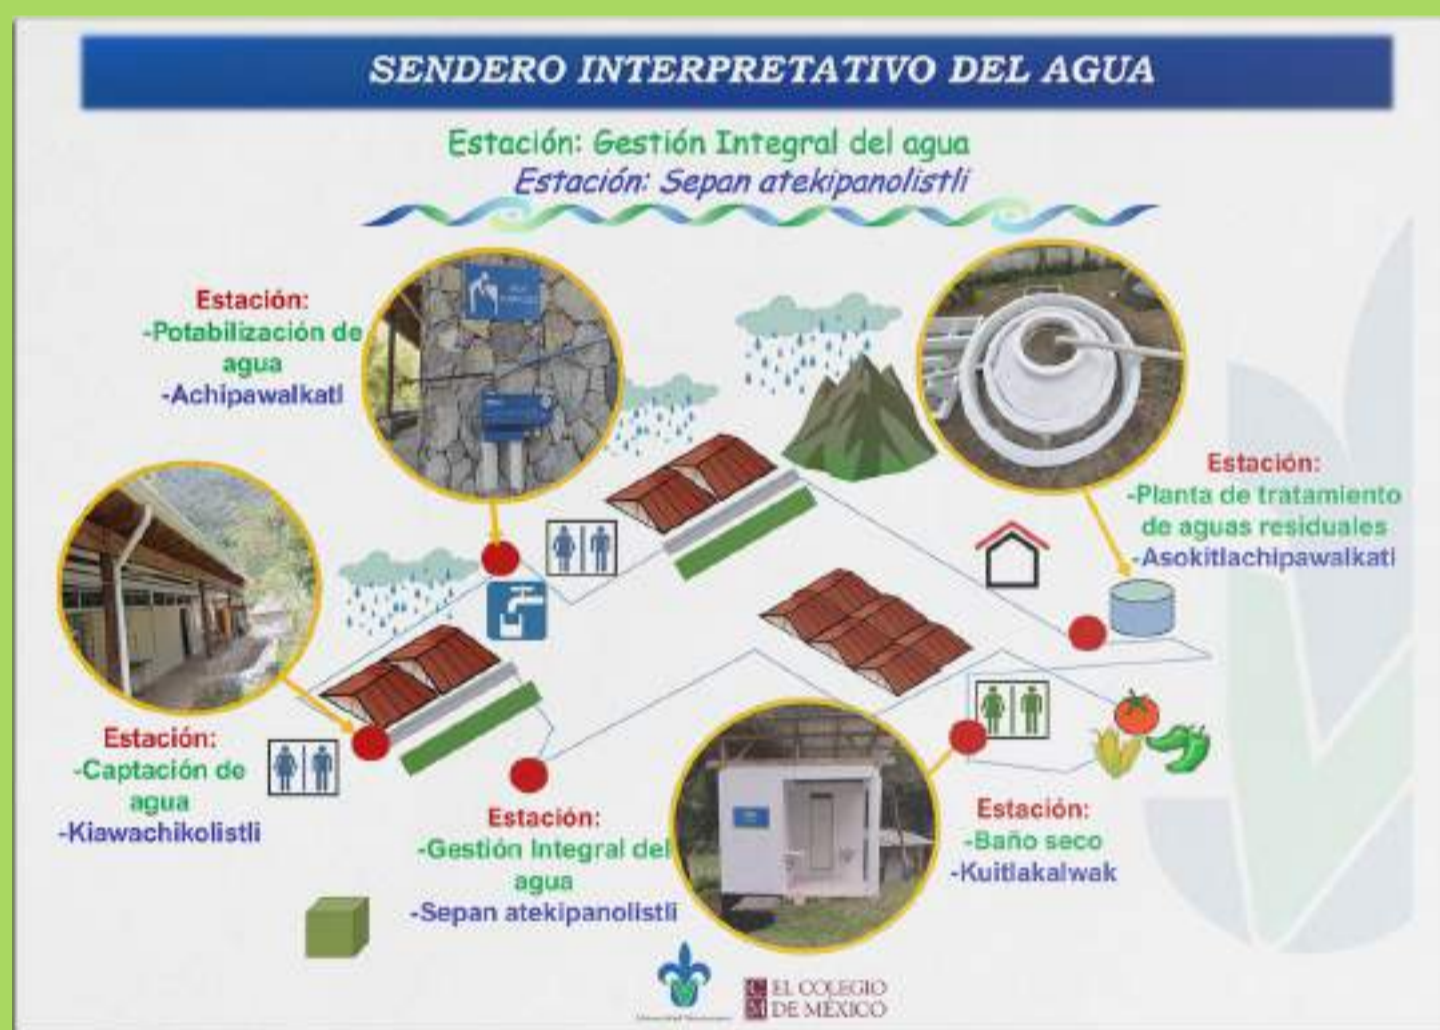 SENDERO INTERPRETATIVO DEL AGUA
Estación: Gestión Integral del agua
Estación: Sepan atekipanolistli
Estación:
-Potabilización de
agua
-Achipawalkatl
Estación:
-Planta de tratamiento
de aguas residuales
-Asokitlachipawalkatl
Estación:
-Captación de
agua
-Kiawachikolistli
Estación:
-Gestión Integral del
agua
-Sepan atekipanolistli
Estación:
-Baño seco
-Kuitlakalwak
EL COLEGIO
DE MÉXICO